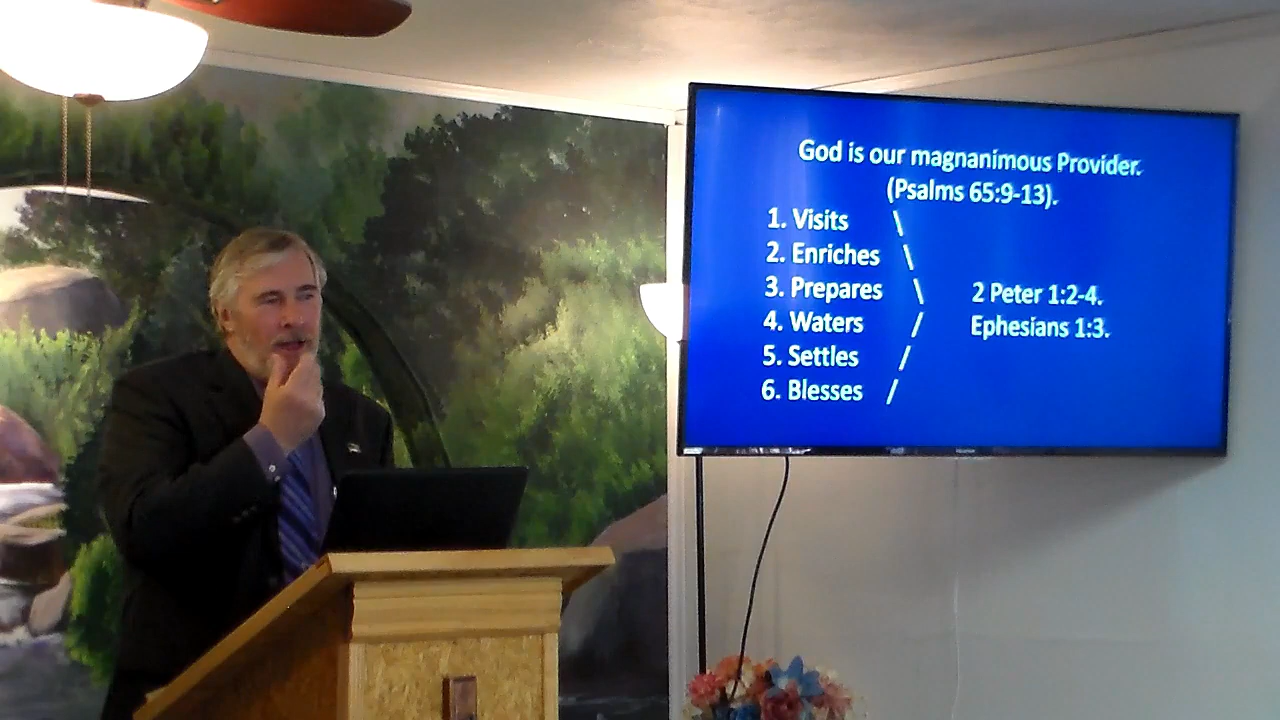 God is our magnanimous Provider.
(Psalms 65:9-13).
1. Visits
2. Enriches
3. Prepares
4. Waters
5. Settles
6. Blesses
2 Peter 1:2-4.
Ephesians 1:3.